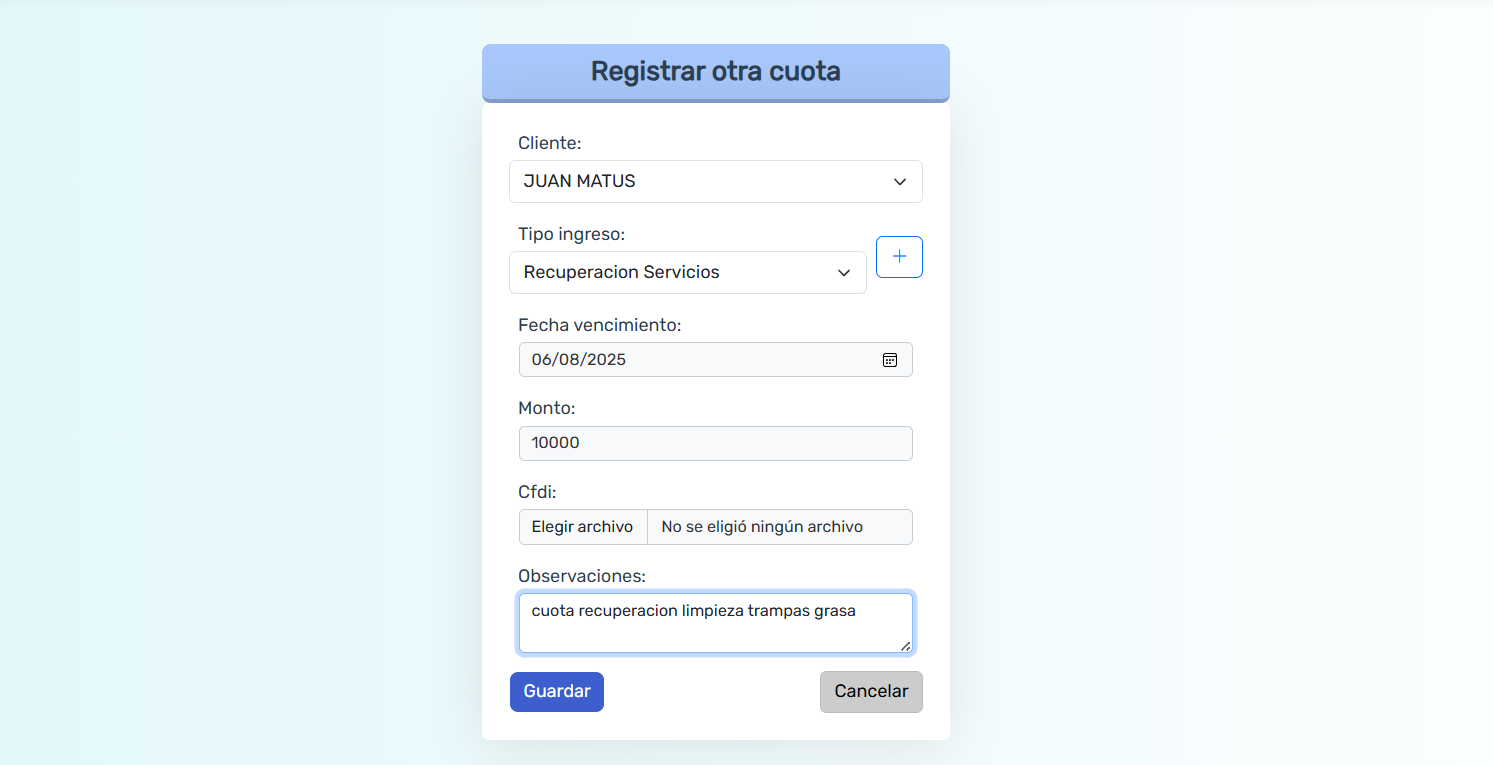 Registrar otra cuota
Cliente:
JUAN MATUS
Tipo ingreso:
Recuperacion Servicios
Fecha vencimiento:
06/08/2025
Monto:
10000
Cfdi:
Elegir archivo No se eligió ningún archivo
Observaciones:
cuota recuperacion limpieza trampas grasa
Guardar Cancelar